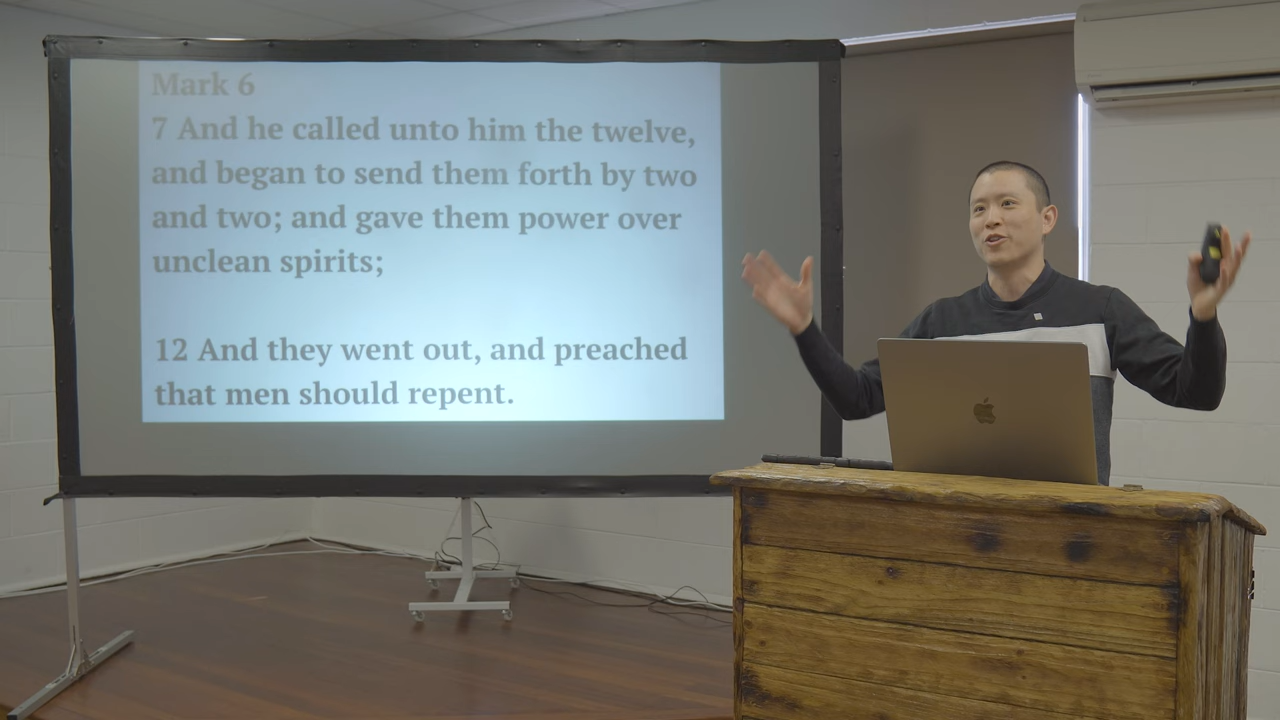 Mark 6
7 And he called unto him the twelve,
and began to send them forth by two
and two; and gave them power over
unclean spirits;
12 And they went out, and preached
that men should repent.